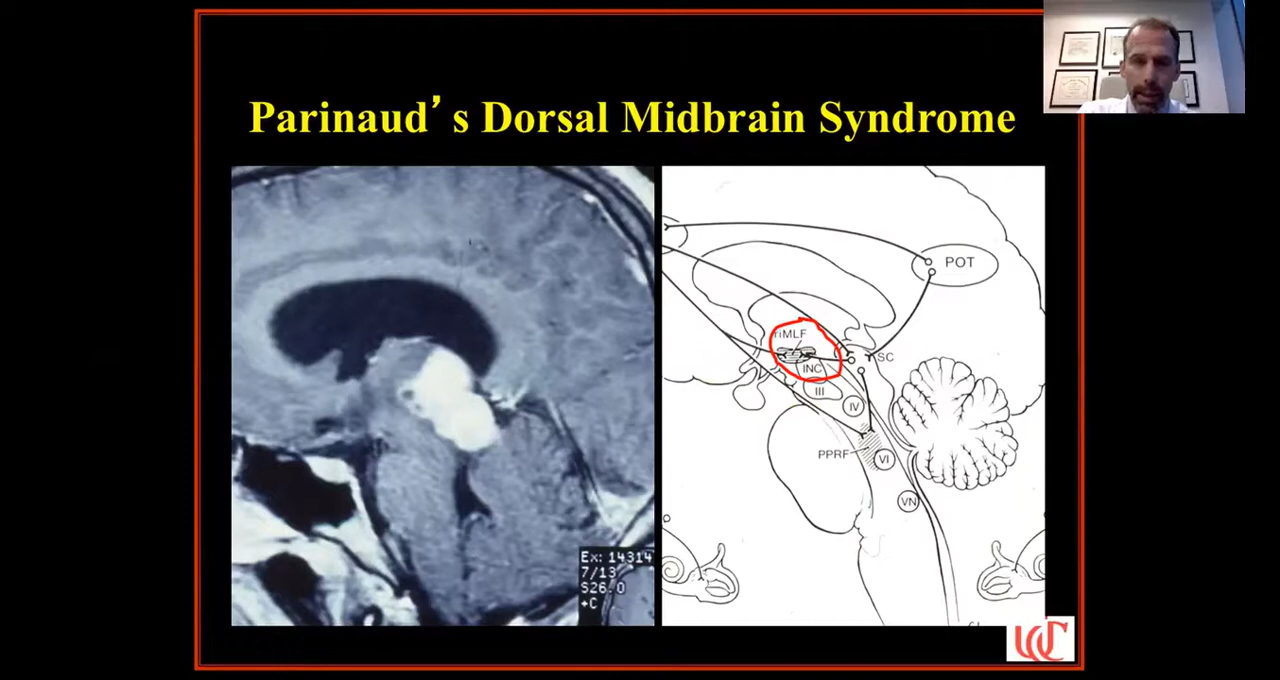 Parinaud's Dorsal Midbrain Syndrome
POT
riMLF
SC
INC
III
IV
PPRF
VI
VN
Ex: 14314
7/13
S26.0
+C
UC